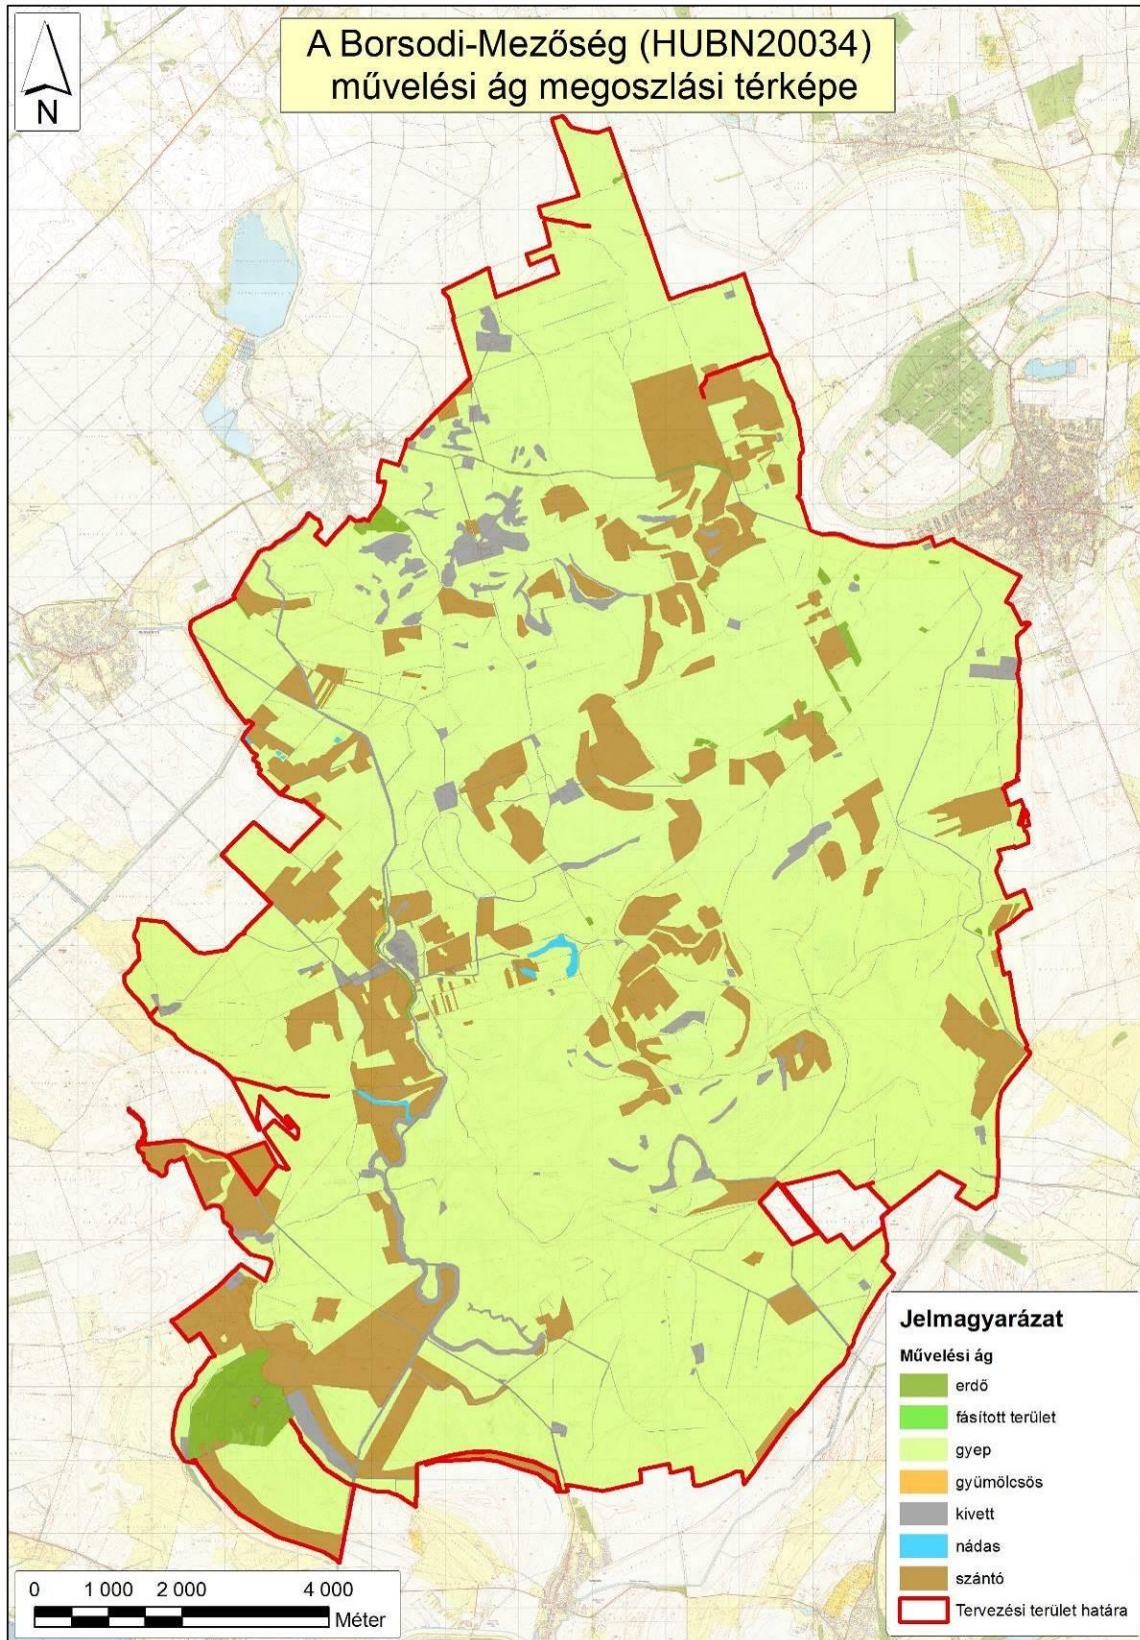 N
A Borsodi-Mezőség (HUBN20034)
művelési ág megoszlási térképe
Jelmagyarázat
Művelési ág
erdő
fásított terület
gyep
gyümölcsös
kivett
nádas
szántó
Tervezési terület határa
0 1 000 2 000 4 000
Méter